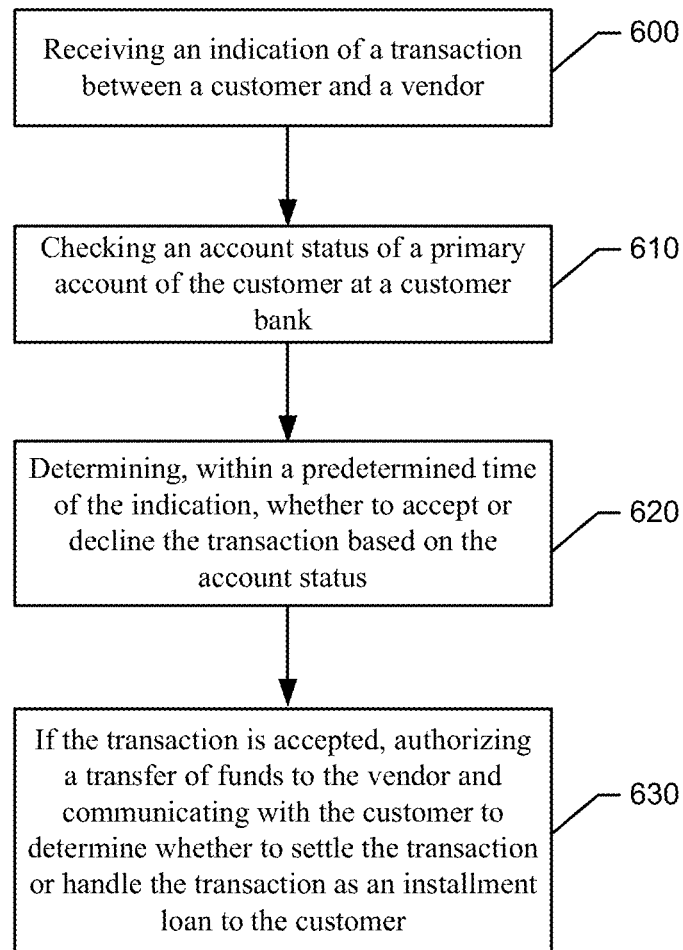 Receiving an indication of a transaction
between a customer and a vendor
600
Checking an account status of a primary
account of the customer at a customer
bank
610
Determining, within a predetermined time
of the indication, whether to accept or
decline the transaction based on the
account status
620
If the transaction is accepted, authorizing
a transfer of funds to the vendor and
communicating with the customer to
determine whether to settle the transaction
or handle the transaction as an installment
loan to the customer
630